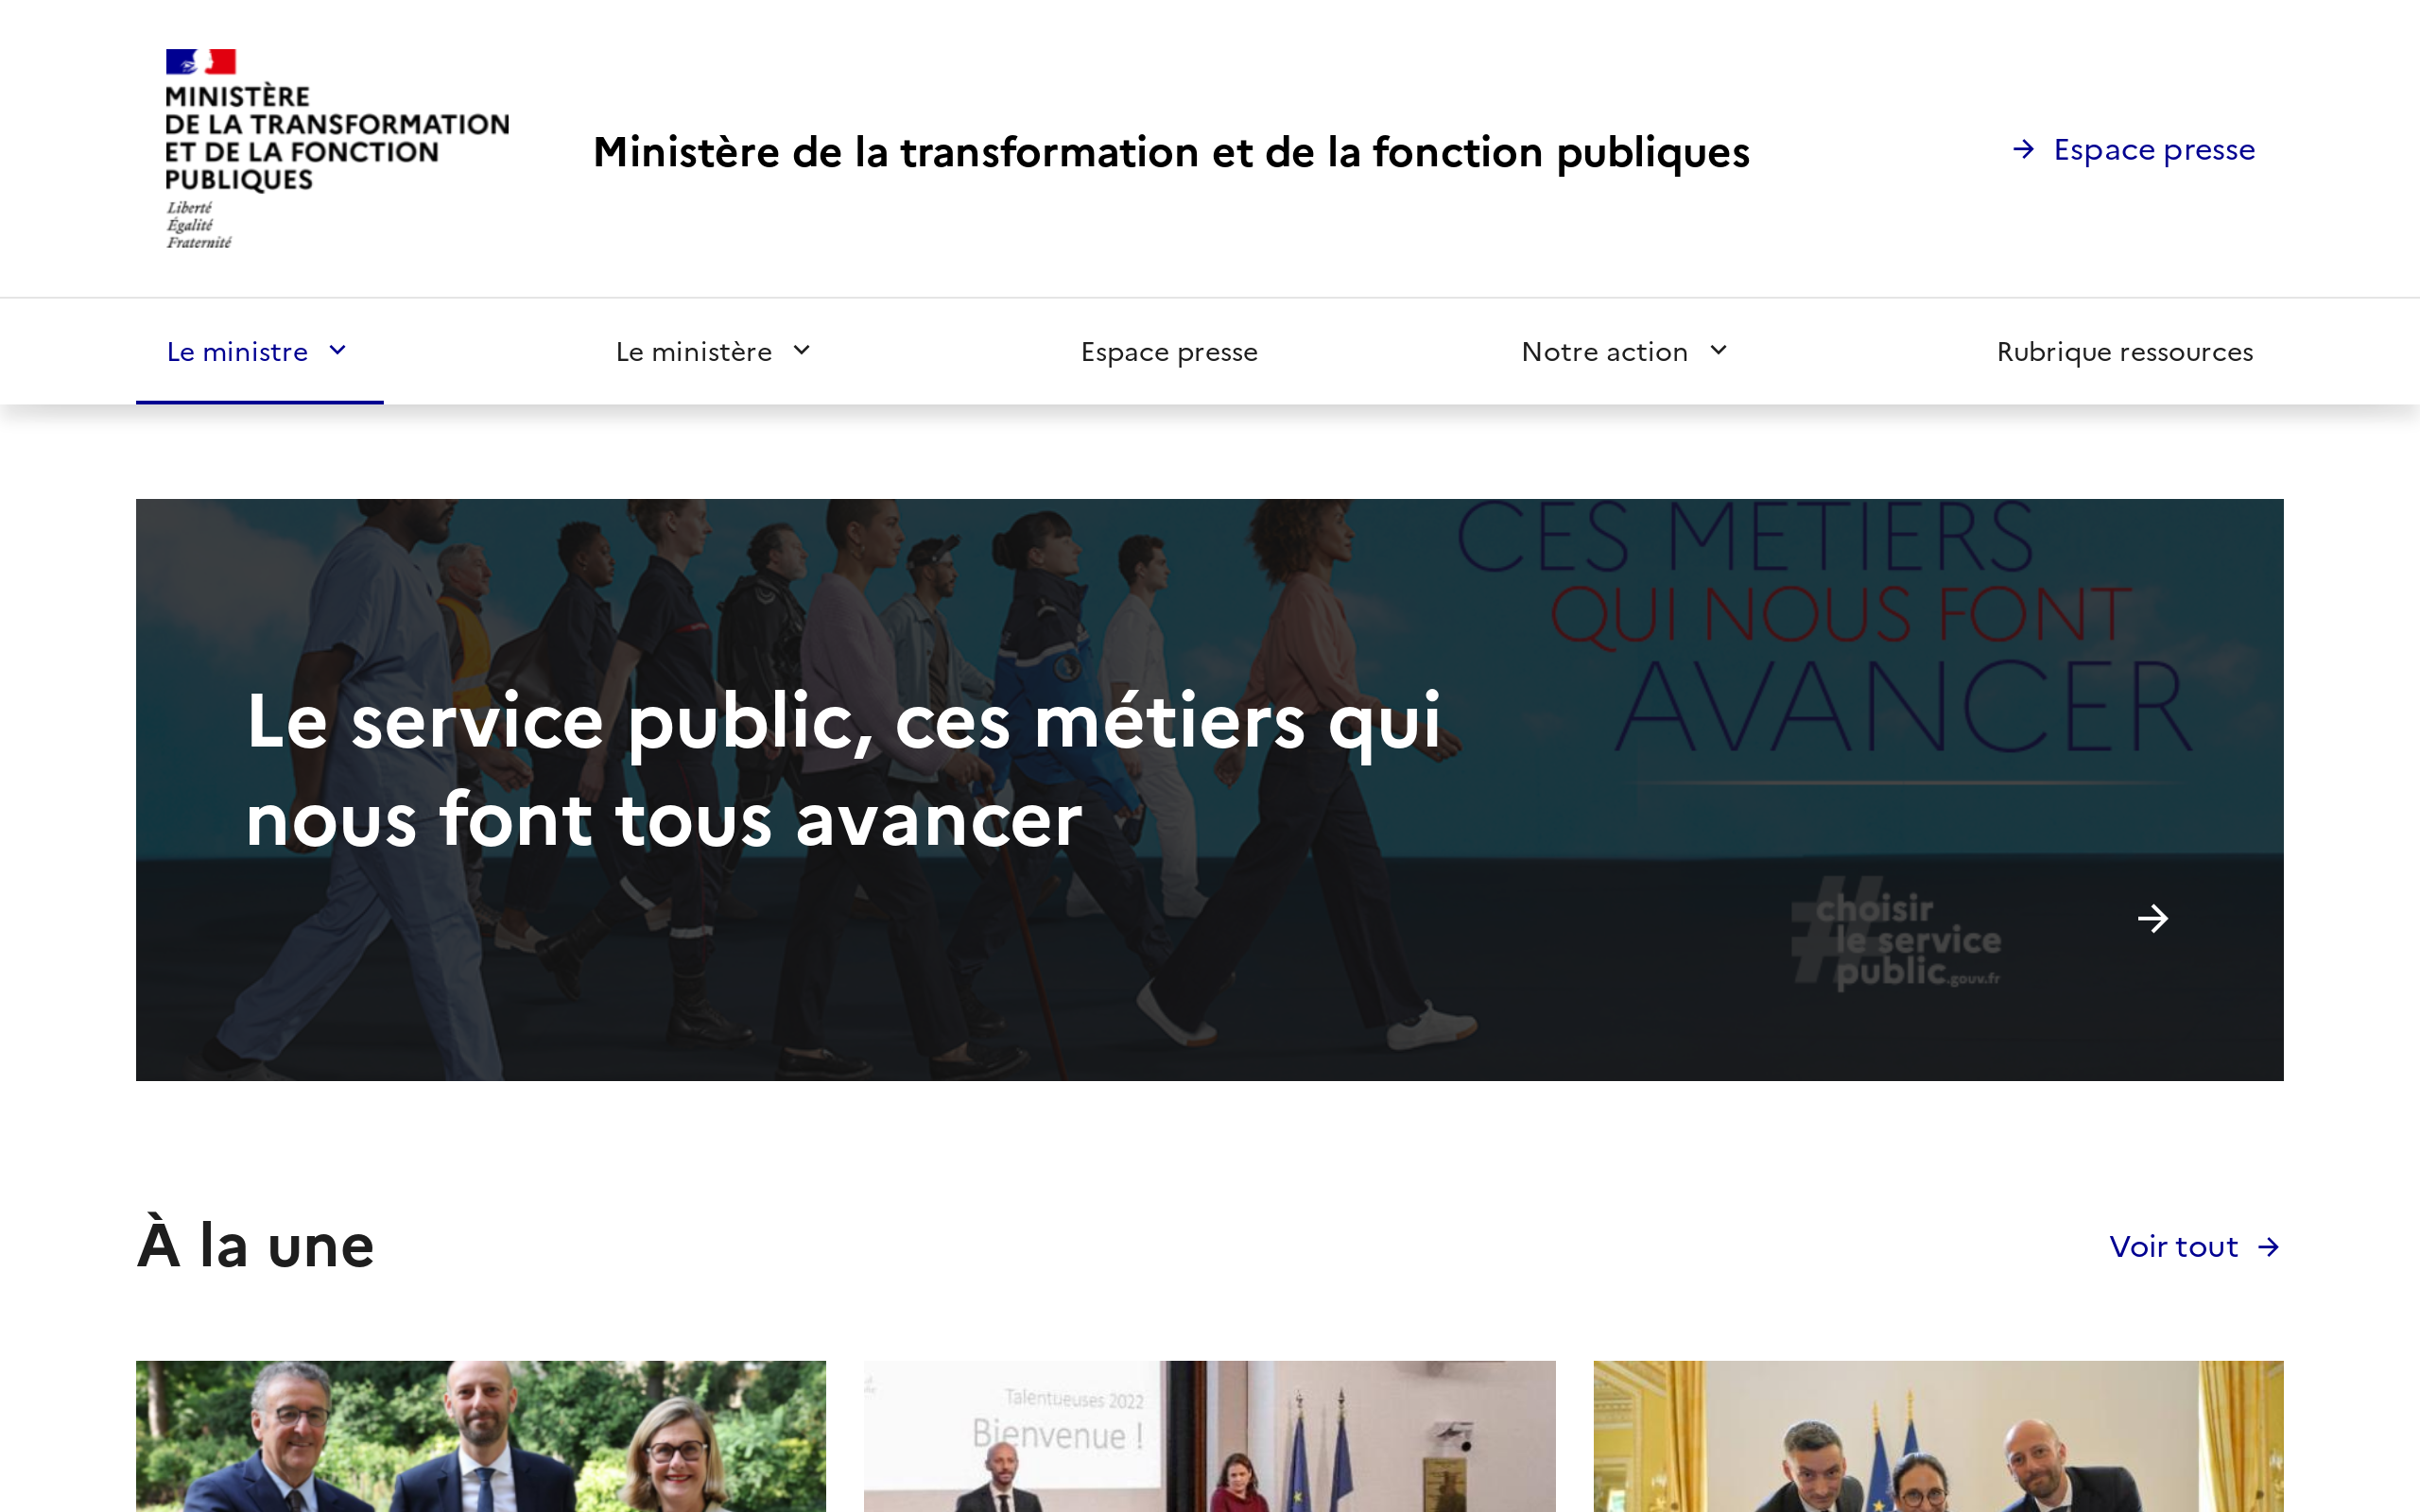 MINISTÈRE
DE LA TRANSFORMATION
ET DE LA FONCTION
PUBLIQUES
Liberté
Égalité
Fraternité
Ministère de la transformation et de la fonction publiques
Espace presse
Le ministre
Le ministère
Espace presse
Notre action
Rubrique ressources
CES METIERS
QUI NOUS FONT
AVANCER
Le service public, ces métiers qui
nous font tous avancer
#choisir
le service
public.gouv.fr
À la une
Voir tout
Talentueuses 2022
Bienvenue !